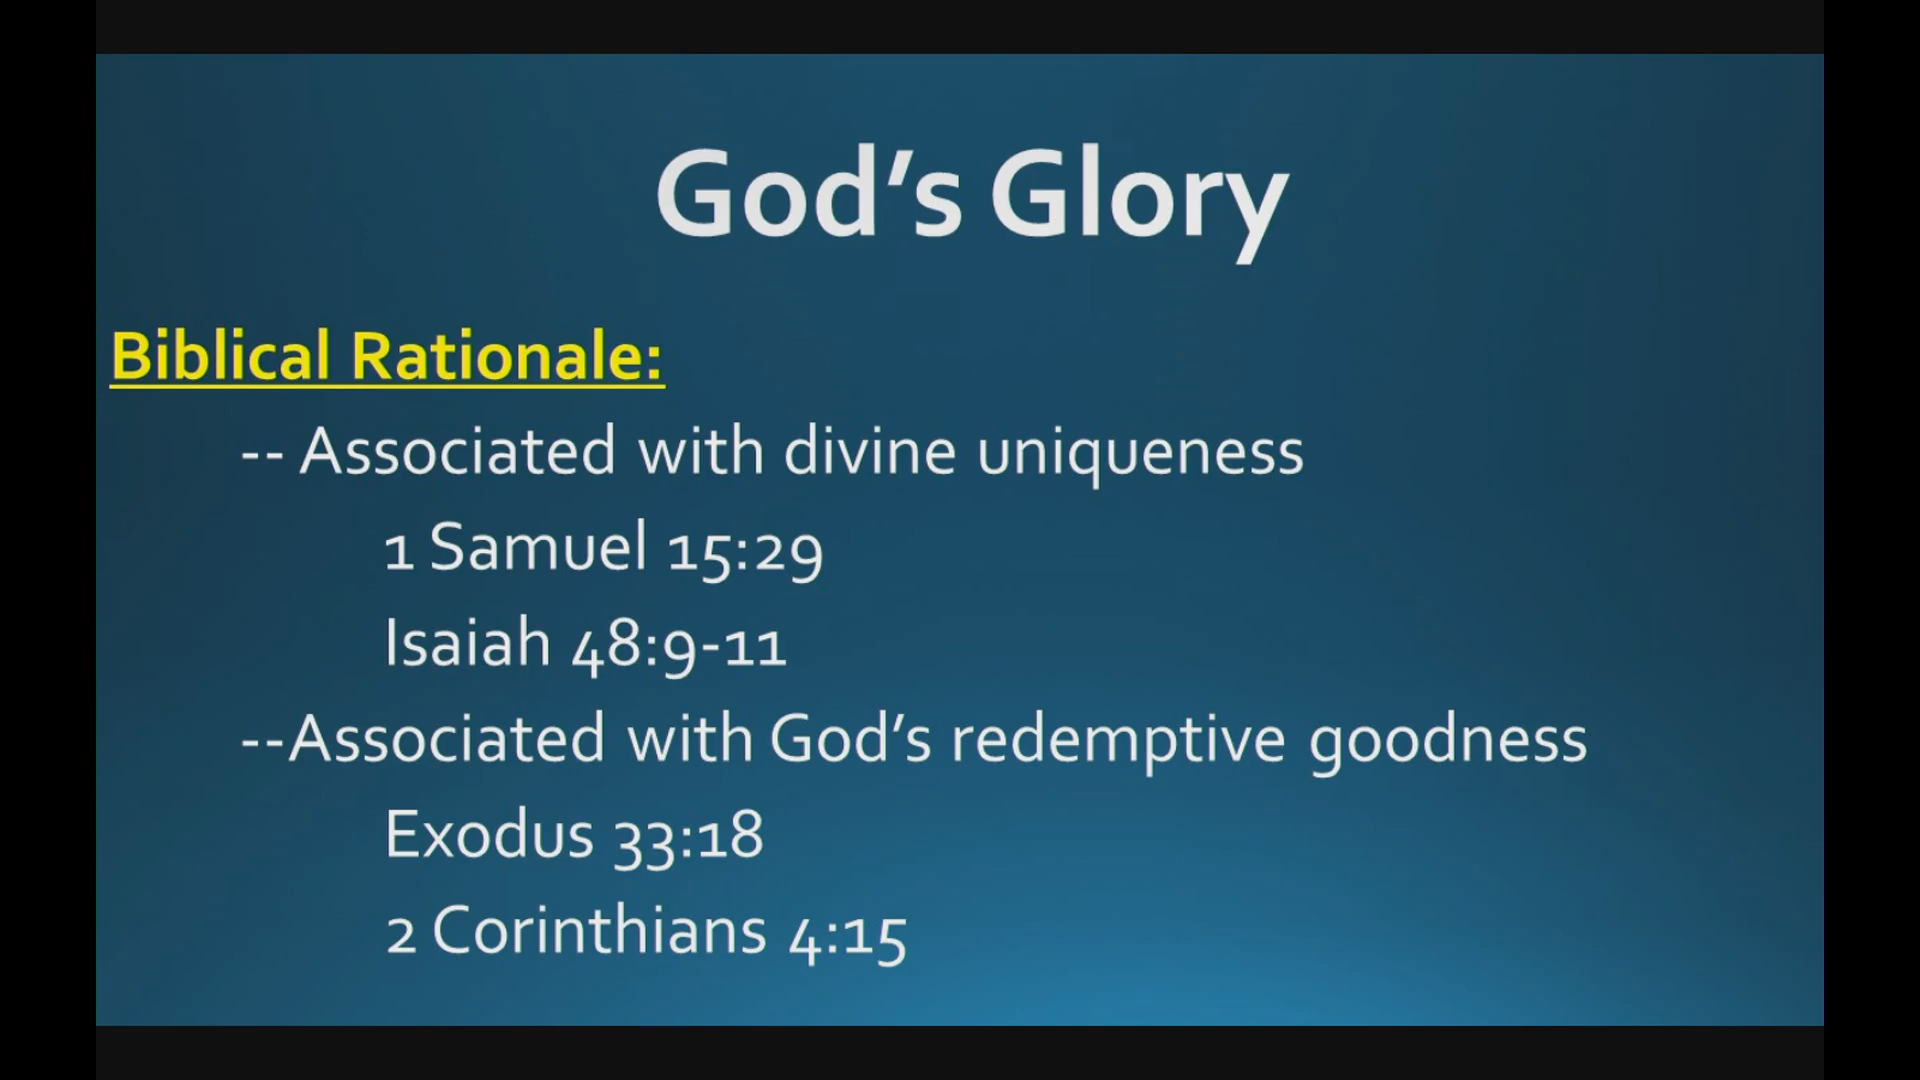 God’s Glory
Biblical Rationale:
-- Associated with divine uniqueness
1 Samuel 15:29
Isaiah 48:9-11
--Associated with God’s redemptive goodness
Exodus 33:18
2 Corinthians 4:15